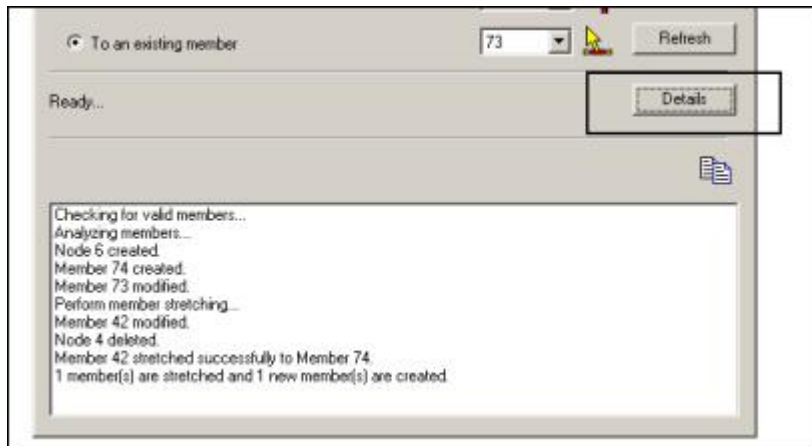 To an existing member
73
Refresh
Ready...
Details
Checking for valid members...
Analyzing members...
Node 6 created.
Member 74 created.
Member 73 modified.
Perform member stretching...
Member 42 modified.
Node 4 deleted.
Member 42 stretched successfully to Member 74.
1 member(s) are stretched and 1 new member(s) are created.